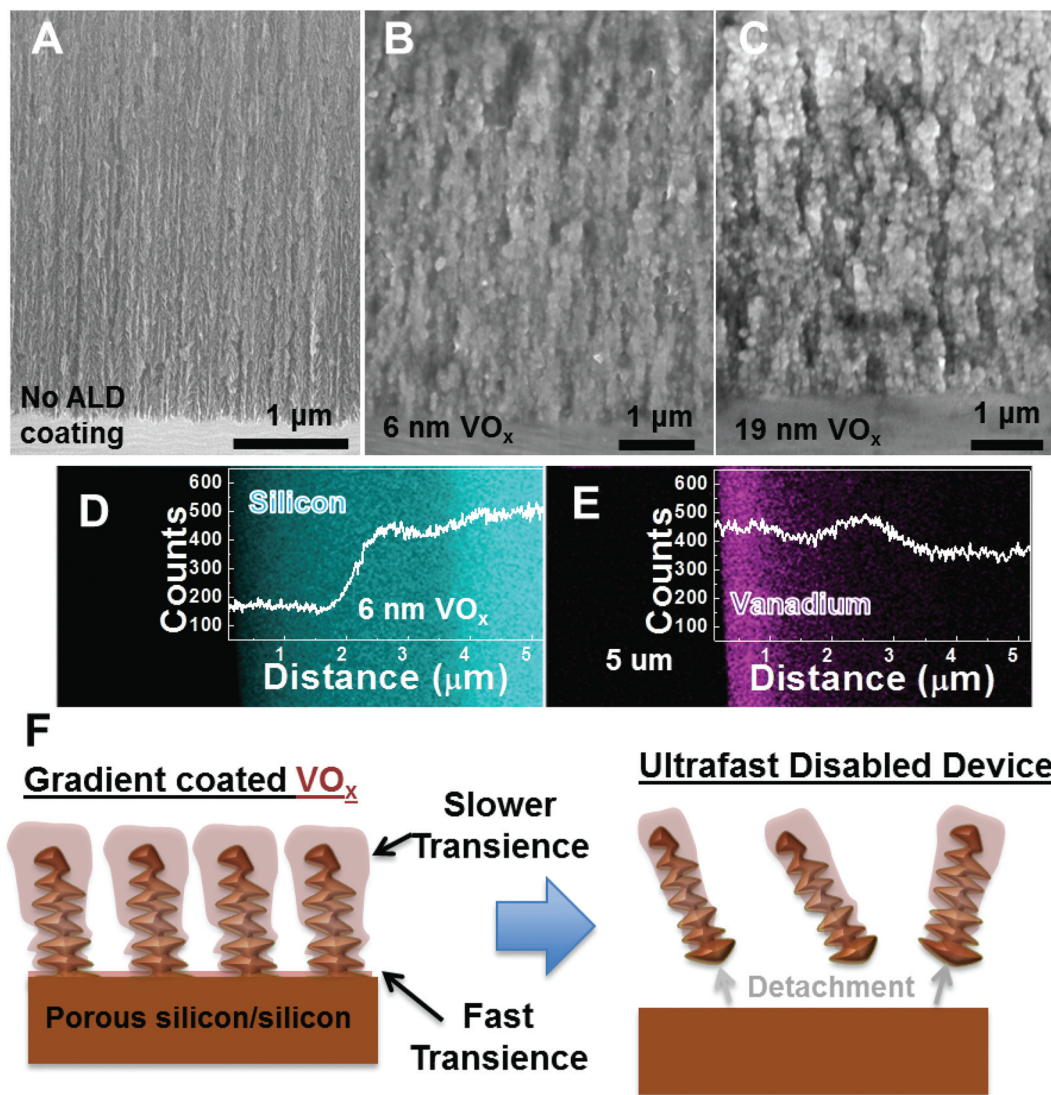 A
B
C
No ALD
coating
1 μm
6 nm VOx
1 μm
19 nm VOx
1 μm
D
Silicon
Counts
600
500
400
300
200
100
6 nm VOx
1 2 3 4 5
Distance (μm)
E
Counts
600
500
400
300
200
100
Vanadium
5 um
1 2 3 4 5
Distance (μm)
F
Gradient coated VOx
Slower
Transience
Ultrafast Disabled Device
Detachment
Porous silicon/silicon
Fast
Transience